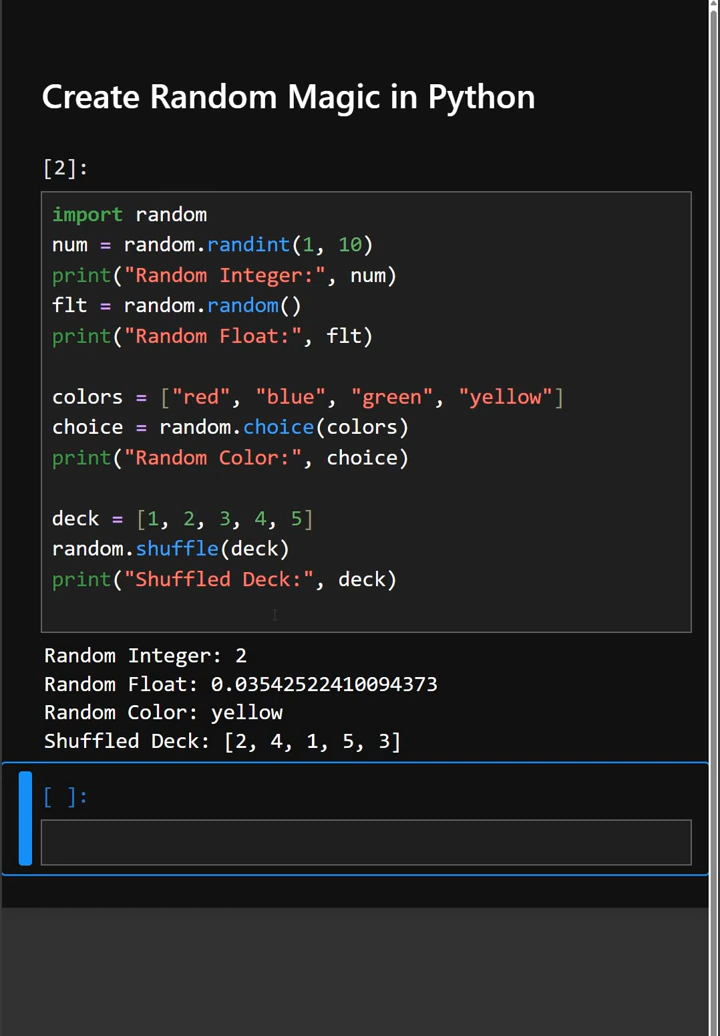 Create Random Magic in Python
[2]:
import random
num = random.randint(1, 10)
print("Random Integer:", num)
flt = random.random()
print("Random Float:", flt)
colors = ["red", "blue", "green", "yellow"]
choice = random.choice(colors)
print("Random Color:", choice)
deck = [1, 2, 3, 4, 5]
random.shuffle(deck)
print("Shuffled Deck:", deck)
Random Integer: 2
Random Float: 0.03542522410094373
Random Color: yellow
Shuffled Deck: [2, 4, 1, 5, 3]
[ ]: